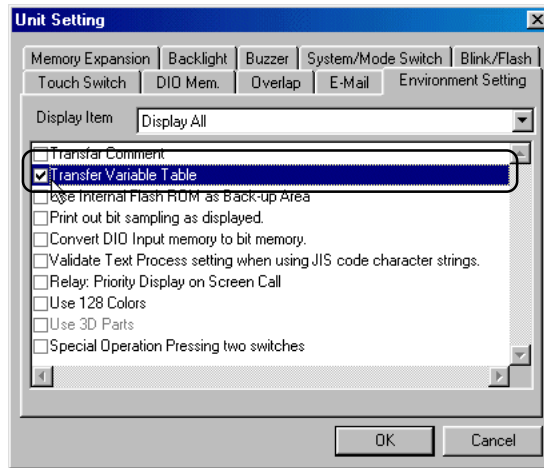 Unit Setting
Memory Expansion Backlight Buzzer System/Mode Switch Blink/Flash
Touch Switch DIO Mem. Overlap E-Mail Environment Setting
Display Item Display All
Transfar Comment
Transfer Variable Table
Use Internal Flash ROM as Back-up Area
Print out bit sampling as displayed.
Convert DIO Input memory to bit memory.
Validate Text Process setting when using JIS code character strings.
Relay: Priority Display on Screen Call
Use 128 Colors
Use 3D Parts
Special Operation Pressing two switches
OK Cancel